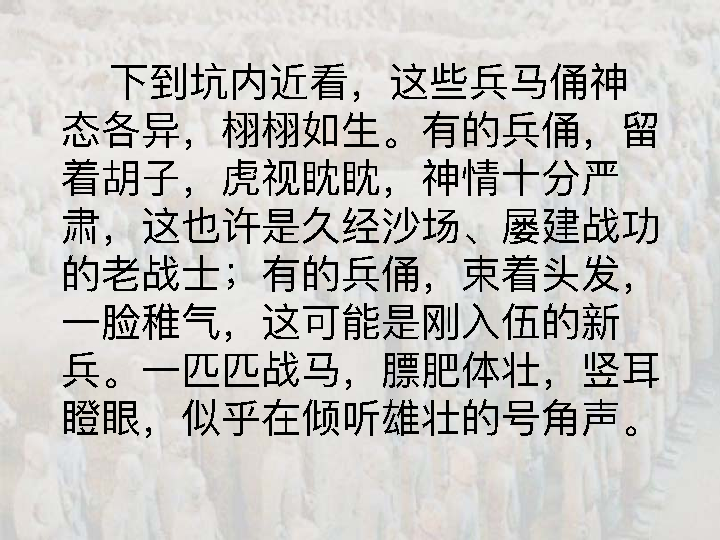 下到坑内近看，这些兵马俑神
态各异，栩栩如生。有的兵俑，留
着胡子，虎视眈眈，神情十分严
肃，这也许是久经沙场、屡建战功
的老战士；有的兵俑，束着头发，
一脸稚气，这可能是刚入伍的新
兵。一匹匹战马，膘肥体壮，竖耳
瞪眼，似乎在倾听雄壮的号角声。